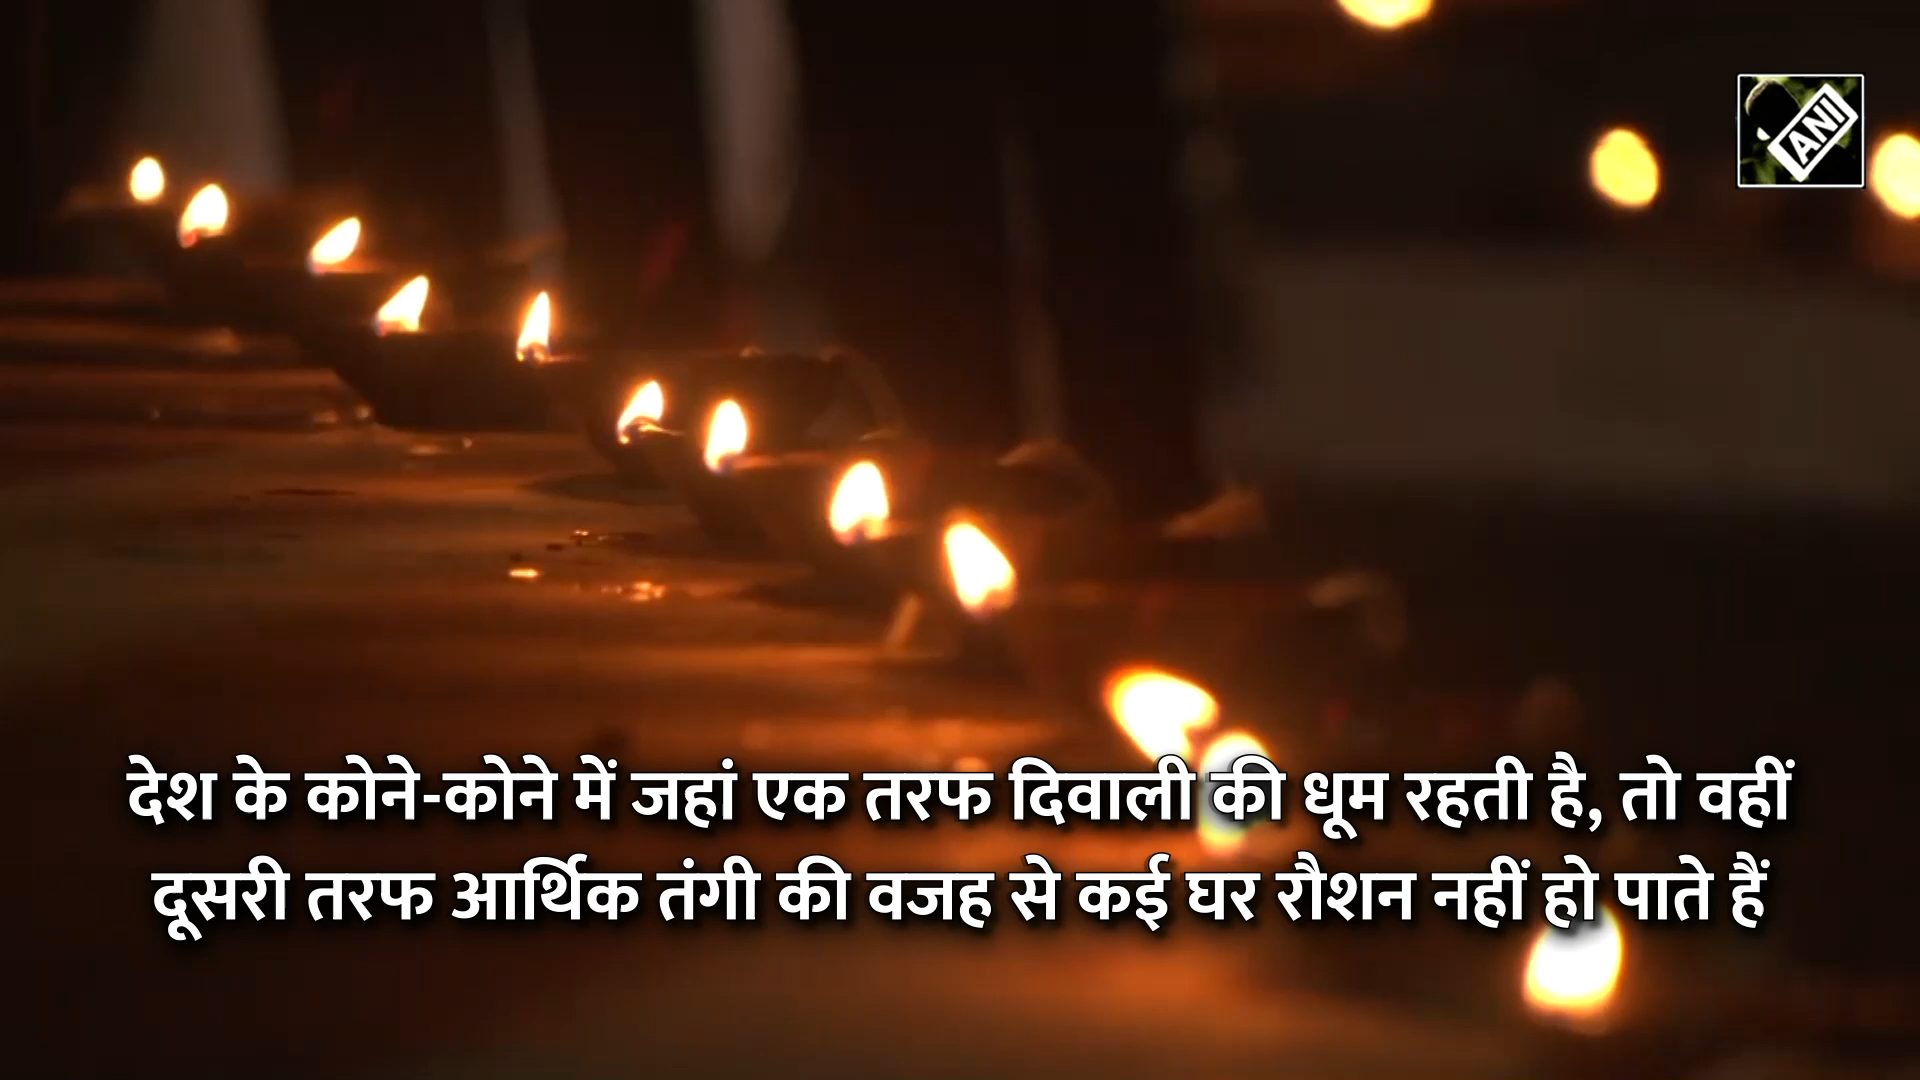 ANI
देश के कोने-कोने में जहां एक तरफ दिवाली की धूम रहती है, तो वहीं
दूसरी तरफ आर्थिक तंगी की वजह से कई घर रौशन नहीं हो पाते हैं